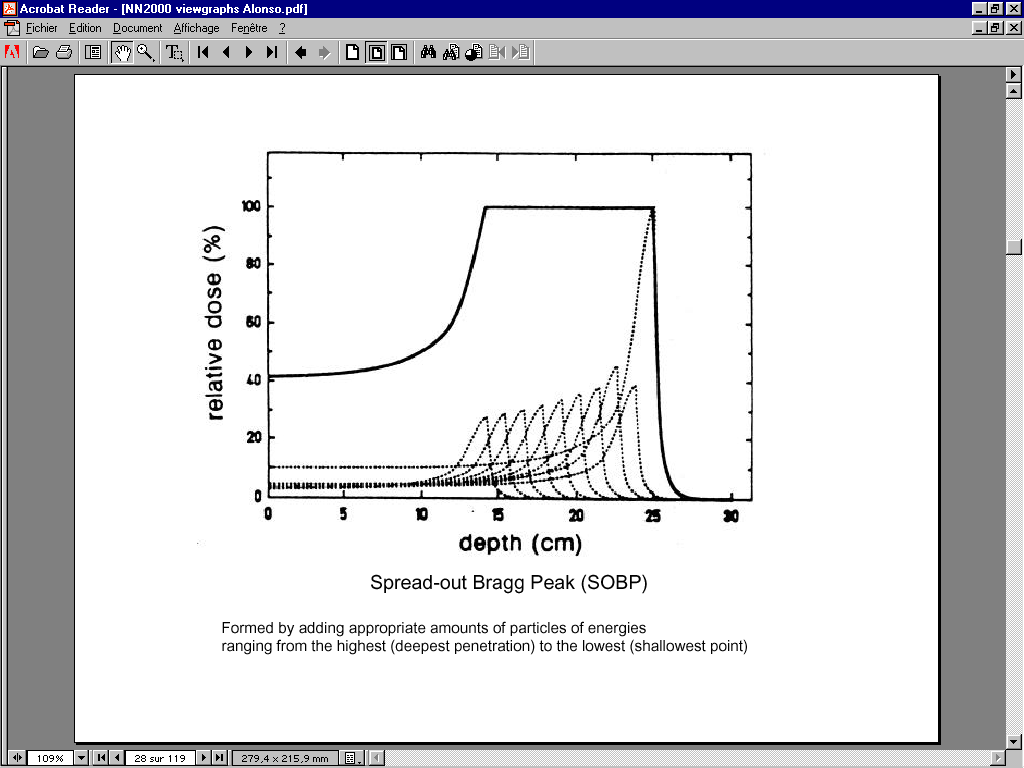 Acrobat Reader - [NN2000 viewgraphs Alonso.pdf]
Fichier Edition Document Affichage Fenêtre ?
100
80
60
40
20
0
relative dose (%)
0 5 10 15 20 25 30
depth (cm)
Spread-out Bragg Peak (SOBP)
Formed by adding appropriate amounts of particles of energies
ranging from the highest (deepest penetration) to the lowest (shallowest point)
109% 28 sur 119 279,4 x 215,9 mm